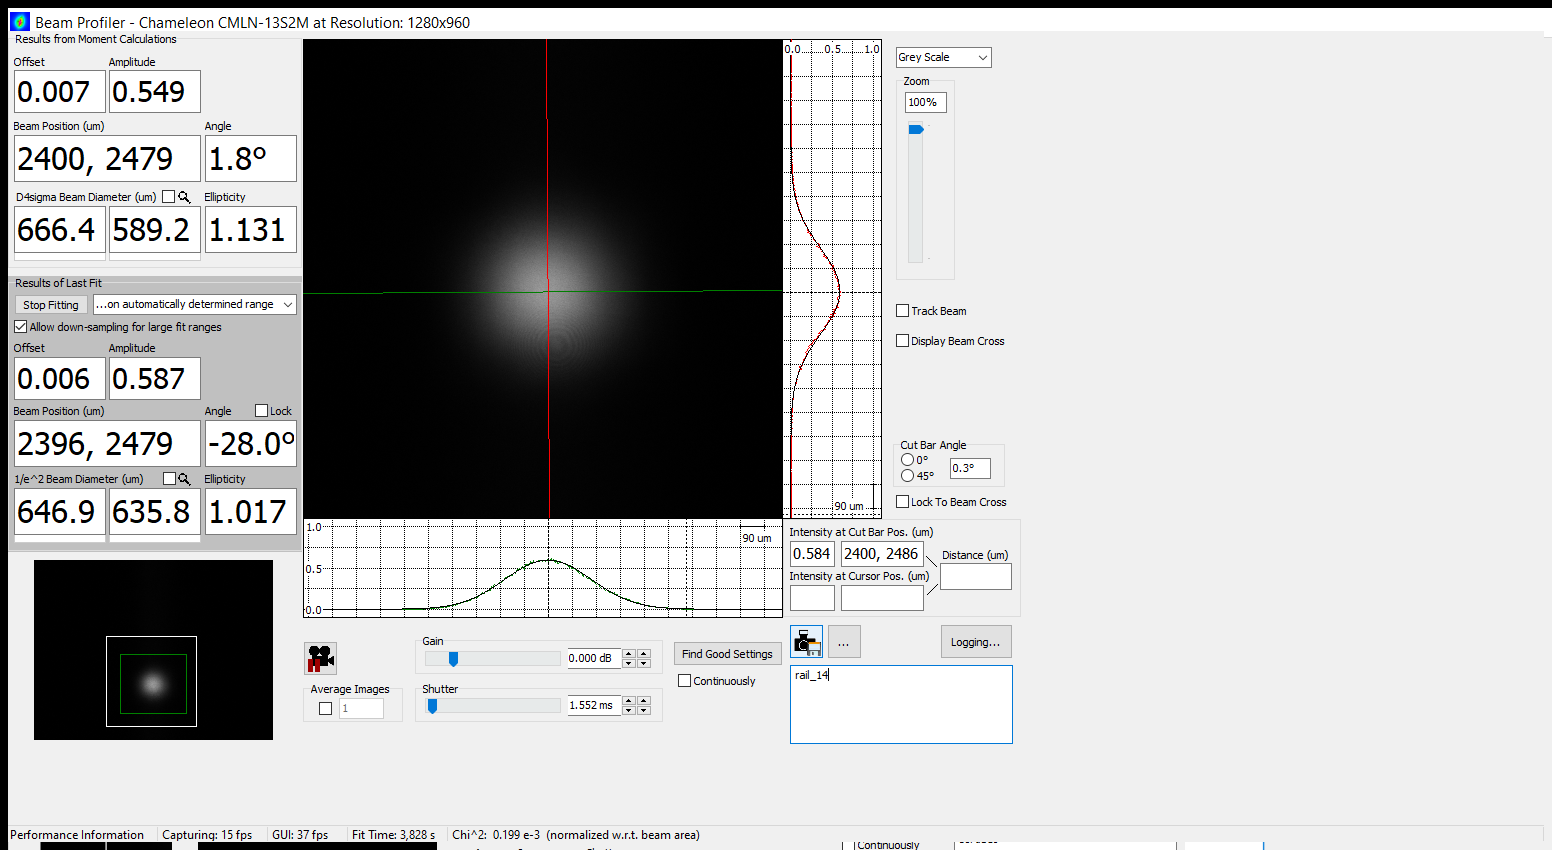 Beam Profiler - Chameleon CMLN-13S2M at Resolution: 1280x960
Results from Moment Calculations
Offset Amplitude
0.007 0.549
Beam Position (um) Angle
2400, 2479 1.8°
D4sigma Beam Diameter (um) Ellipticity
666.4 589.2 1.131
Results of Last Fit
Stop Fitting ...on automatically determined range
Allow down-sampling for large fit ranges
Offset Amplitude
0.006 0.587
Beam Position (um) Angle Lock
2396, 2479 -28.0°
1/e^2 Beam Diameter (um) Ellipticity
646.9 635.8 1.017
0.0 0.5 1.0
90 um
1.0
90 um
0.5
0.0
Grey Scale
Zoom
100%
Track Beam
Display Beam Cross
Cut Bar Angle
0°
45°
0.3°
Lock To Beam Cross
Intensity at Cut Bar Pos. (um)
0.584 2400, 2486 Distance (um)
Intensity at Cursor Pos. (um)
Gain
0.000 dB
Find Good Settings
Continuously
Average Images
1
Shutter
1.552 ms
... Logging...
rail_14
Performance Information Capturing: 15 fps GUI: 37 fps Fit Time: 3,828 s Chi^2: 0.199 e-3 (normalized w.r.t. beam area)
Continuously